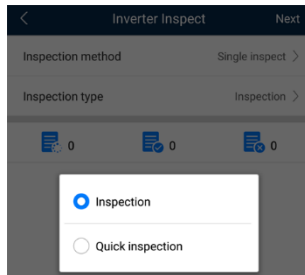 Inverter Inspect Next
Inspection method Single inspect
Inspection type Inspection
0 0 0
Inspection
Quick inspection